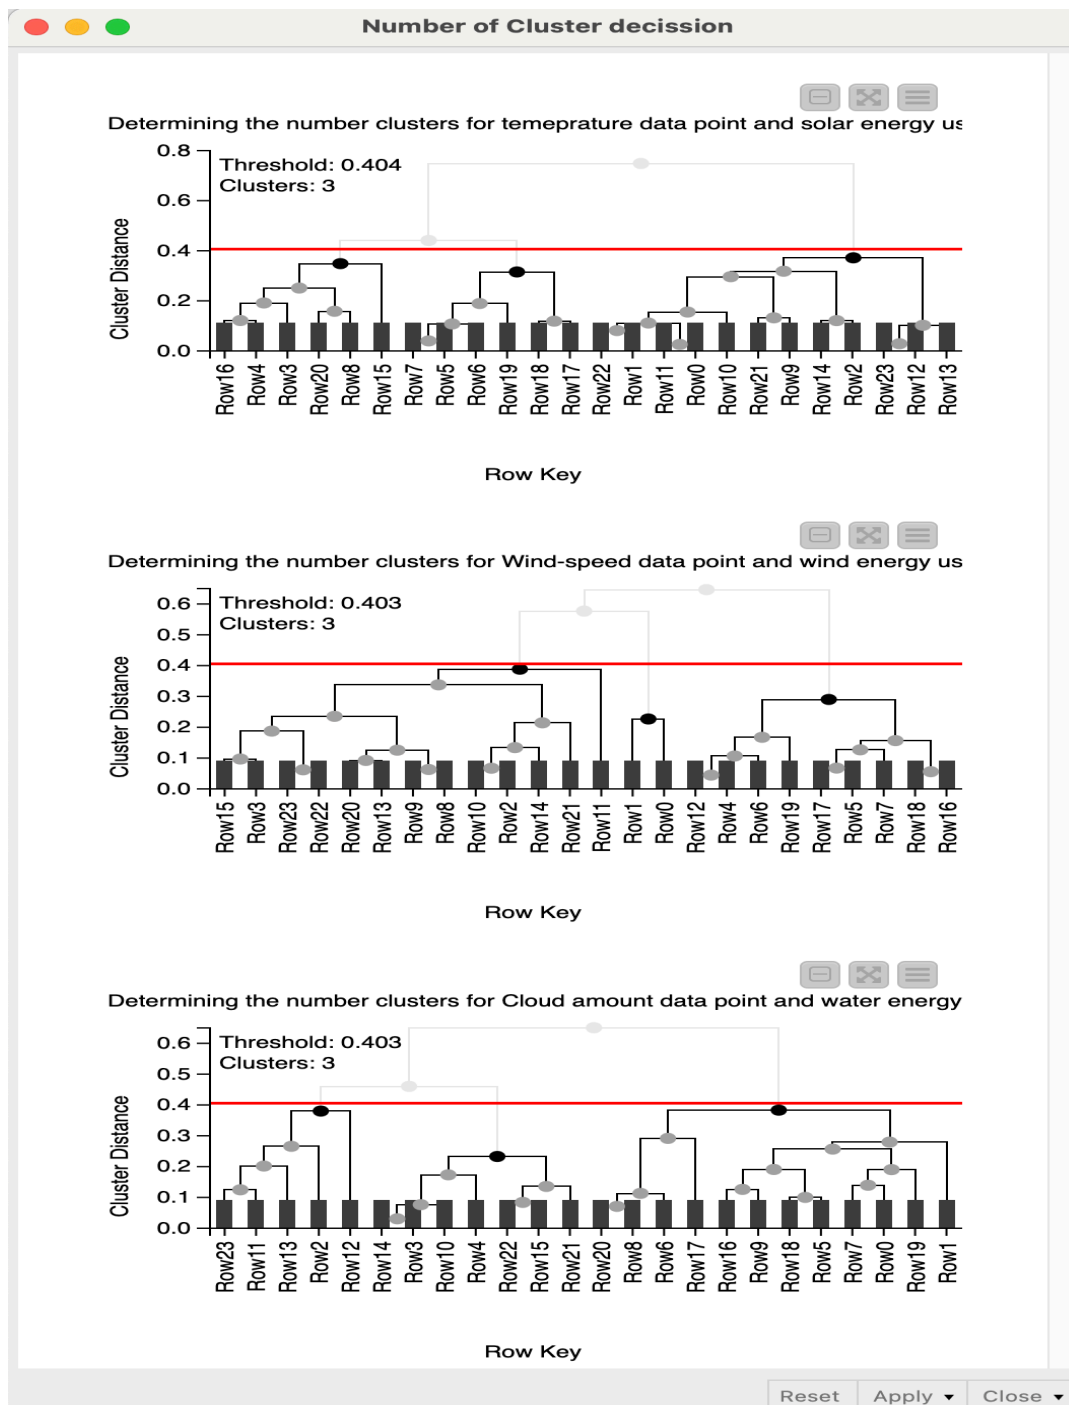 Number of Cluster decission
Determining the number clusters for temeprature data point and solar energy us
Threshold: 0.404
Clusters: 3
0.8
0.6
0.4
0.2
0.0
Cluster Distance
Row16 Row4 Row3 Row20 Row8 Row15 Row7 Row5 Row6 Row19 Row18 Row17 Row22 Row1 Row11 Row0 Row10 Row21 Row9 Row14 Row2 Row23 Row12 Row13
Row Key
Determining the number clusters for Wind-speed data point and wind energy us
Threshold: 0.403
Clusters: 3
0.6
0.5
0.4
0.3
0.2
0.1
0.0
Cluster Distance
Row15 Row3 Row23 Row22 Row20 Row13 Row9 Row8 Row10 Row2 Row14 Row21 Row11 Row1 Row0 Row12 Row4 Row6 Row19 Row17 Row5 Row7 Row18 Row16
Row Key
Determining the number clusters for Cloud amount data point and water energy
Threshold: 0.403
Clusters: 3
0.6
0.5
0.4
0.3
0.2
0.1
0.0
Cluster Distance
Row23 Row11 Row13 Row2 Row12 Row14 Row3 Row10 Row4 Row22 Row15 Row21 Row20 Row8 Row6 Row17 Row16 Row9 Row18 Row5 Row7 Row0 Row19 Row1
Row Key
Reset Apply Close